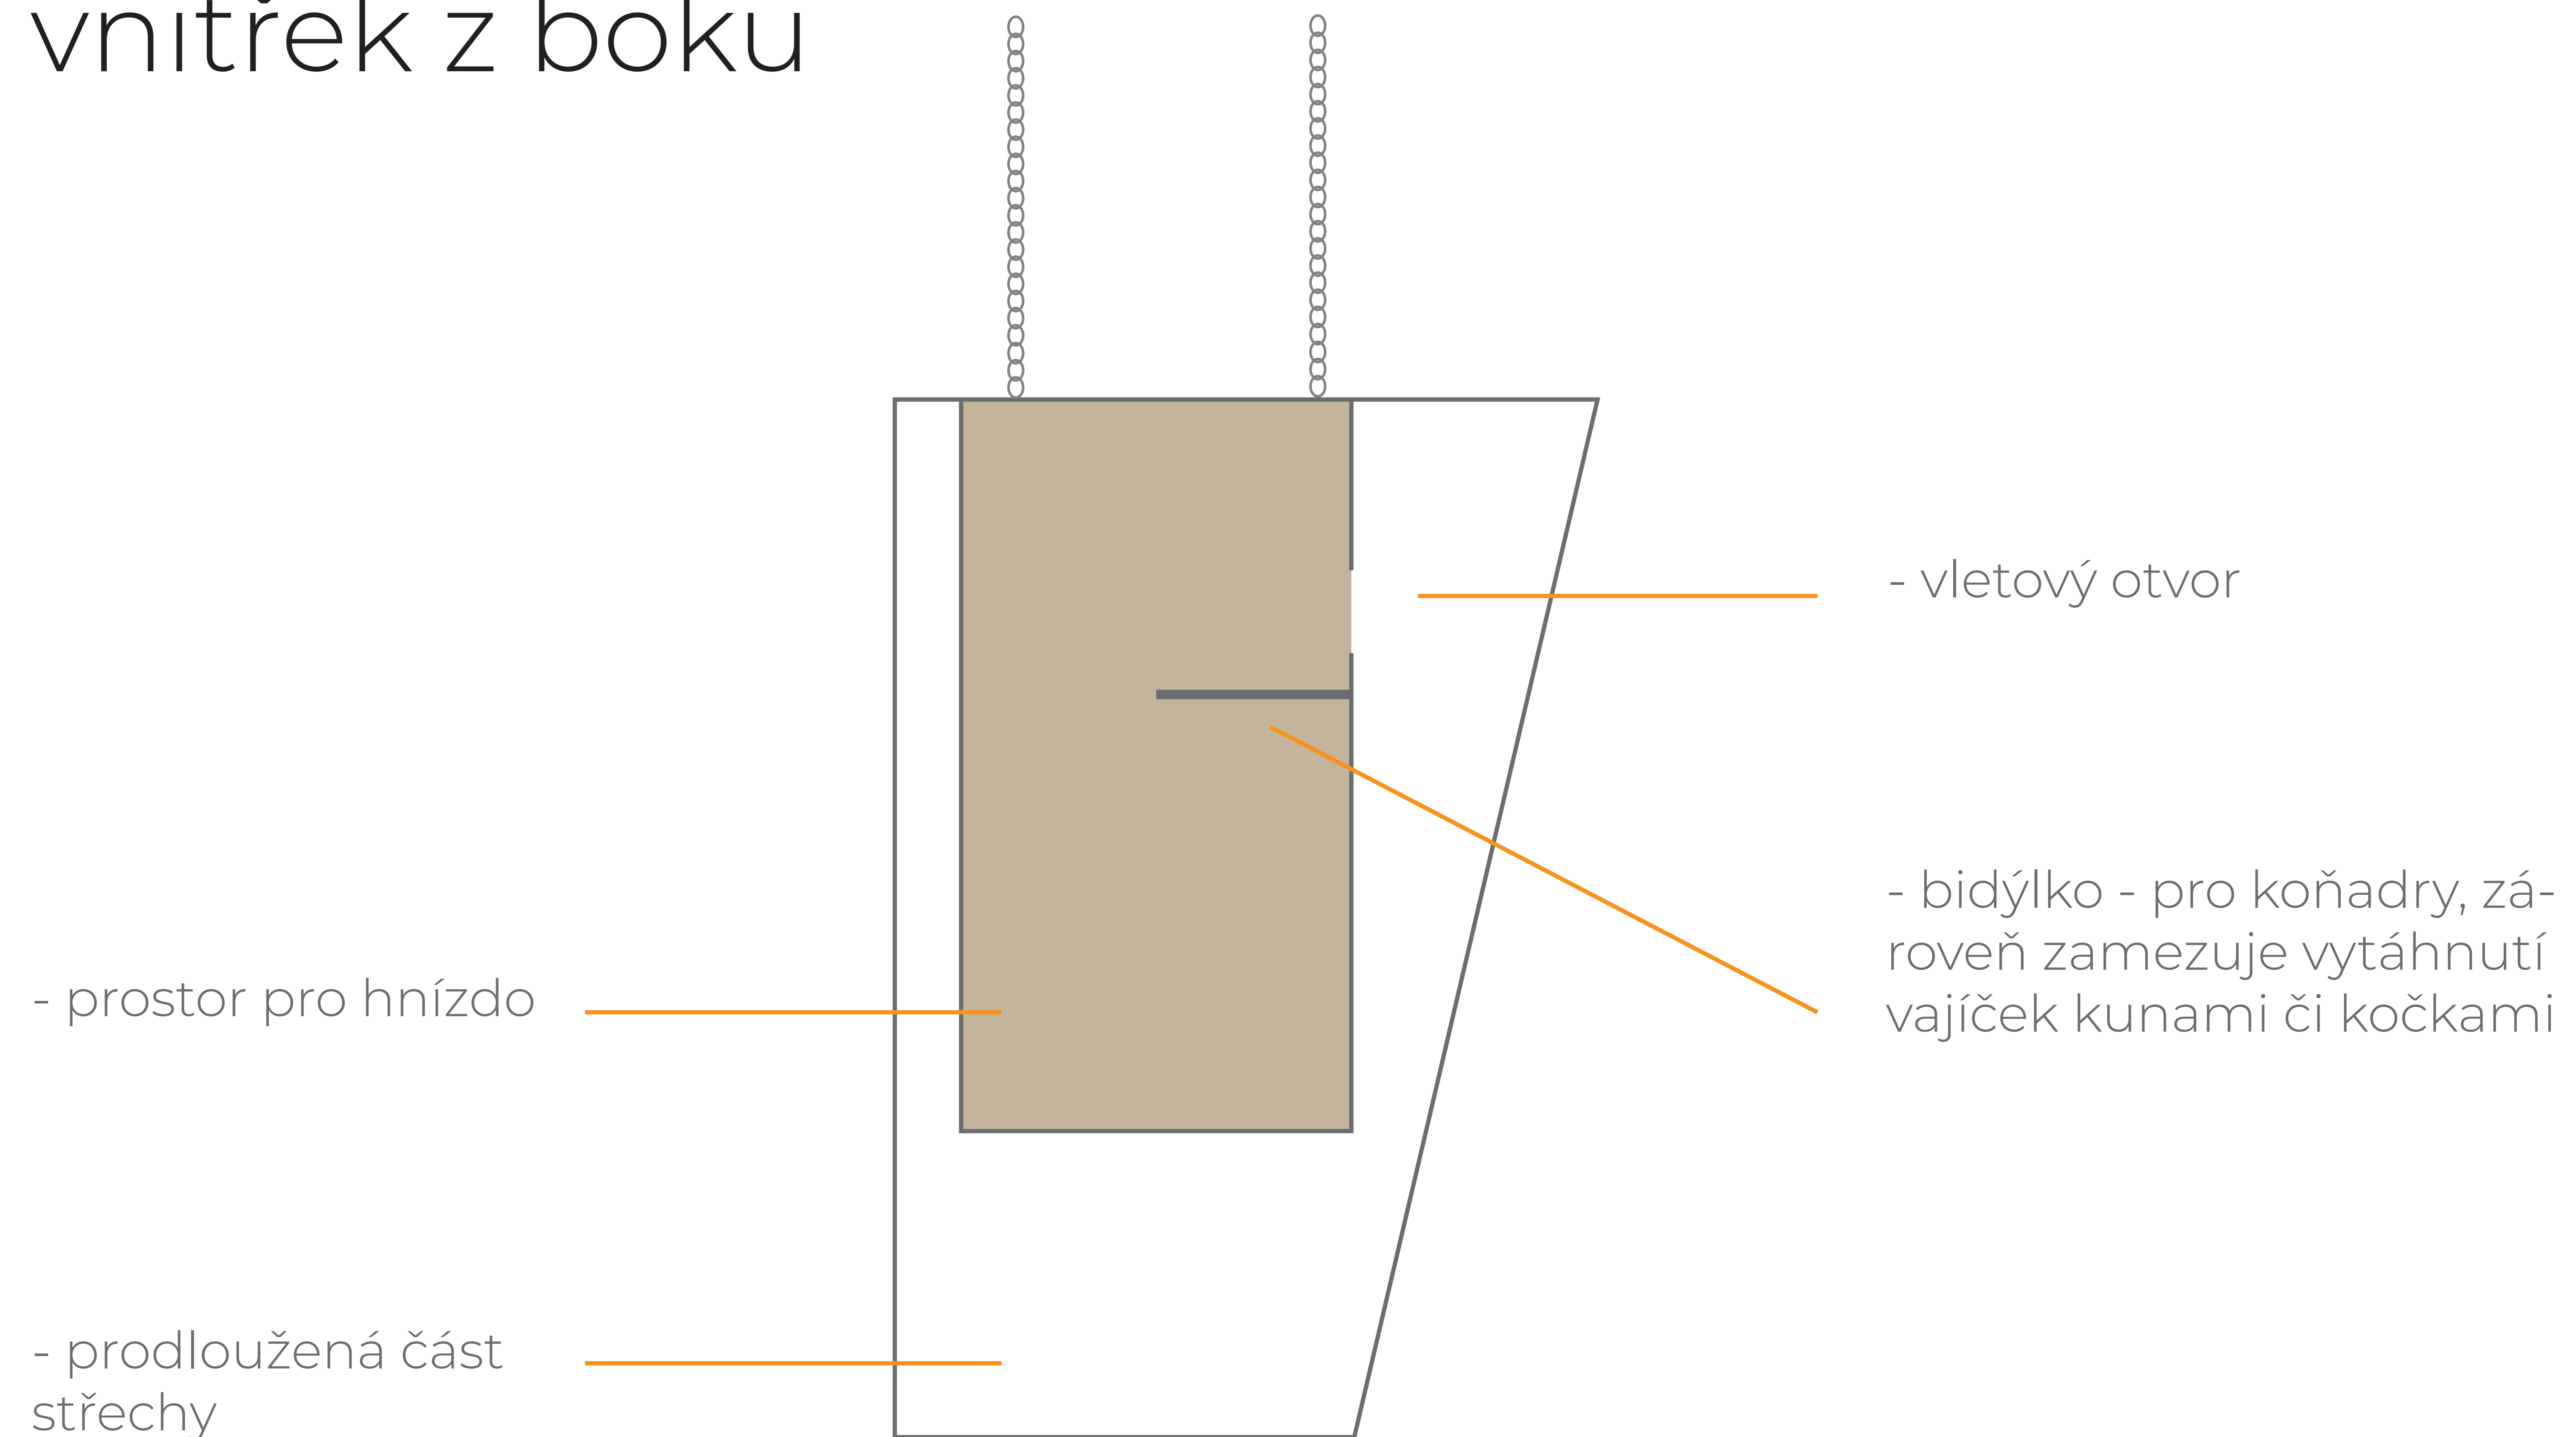 vnitřek z boku
- vletový otvor
- bidýlko - pro koňadry, zá-
roveň zamezuje vytáhnutí
vajíček kunami či kočkami
- prostor pro hnízdo
- prodloužená část
střechy